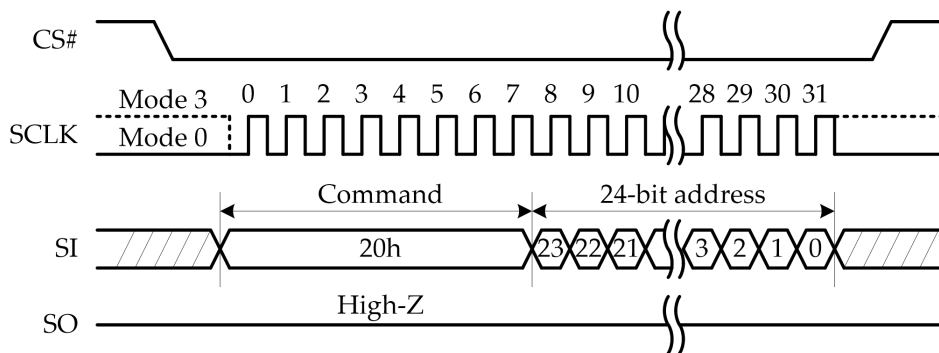 CS#
Mode 3 0 1 2 3 4 5 6 7 8 9 10 28 29 30 31
SCLK Mode 0
Command 24-bit address
SI 20h 23 22 21 3 2 1 0
High-Z
SO